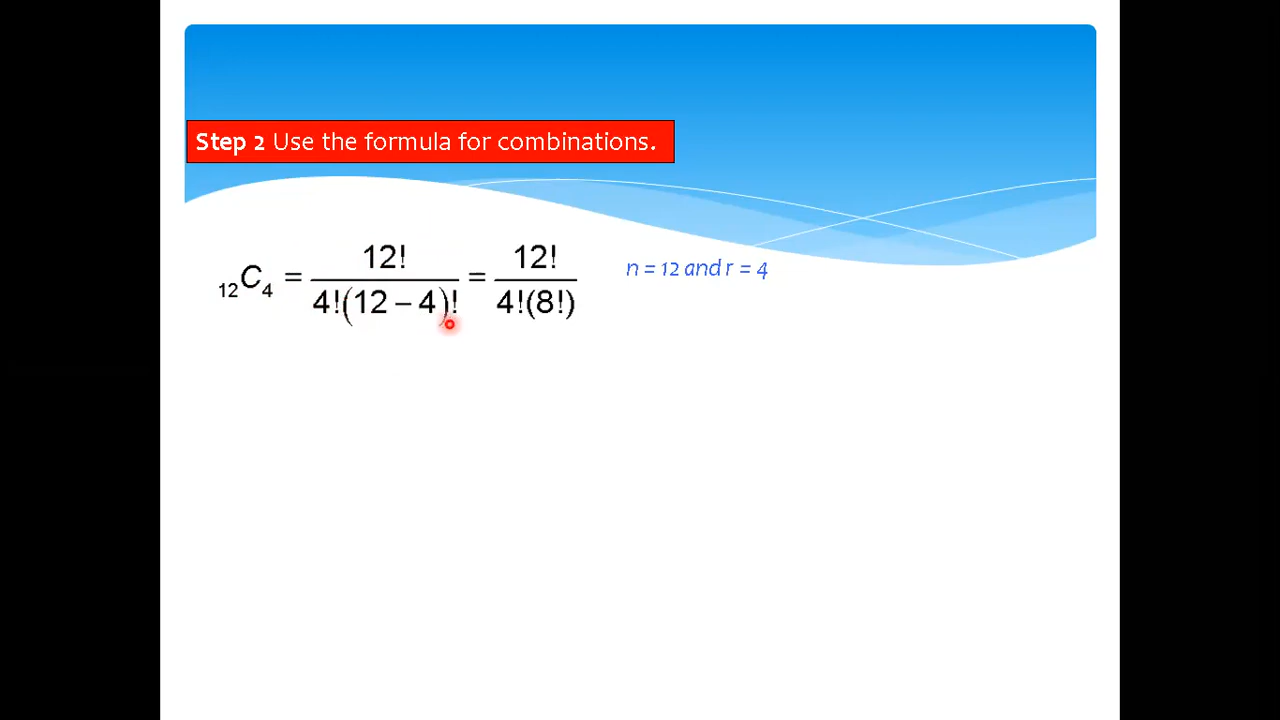 Step 2 Use the formula for combinations.
₁₂C₄ = 12! / 4!(12 − 4)! = 12! / 4!(8!)
n = 12 and r = 4